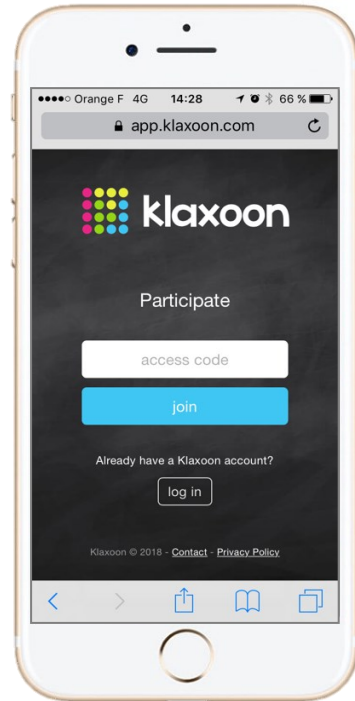 Orange F 4G 14:28 66 %
app.klaxoon.com
klaxoon
Participate
access code
join
Already have a Klaxoon account?
log in
Klaxoon © 2018 - Contact - Privacy Policy